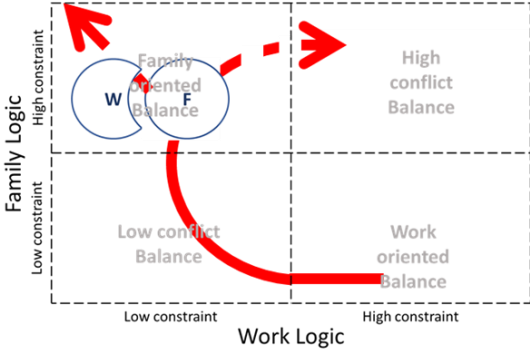 Family Logic
High constraint
Low constraint
Family
oriented
Balance
W
F
High
conflict
Balance
Low conflict
Balance
Work
oriented
Balance
Low constraint
High constraint
Work Logic